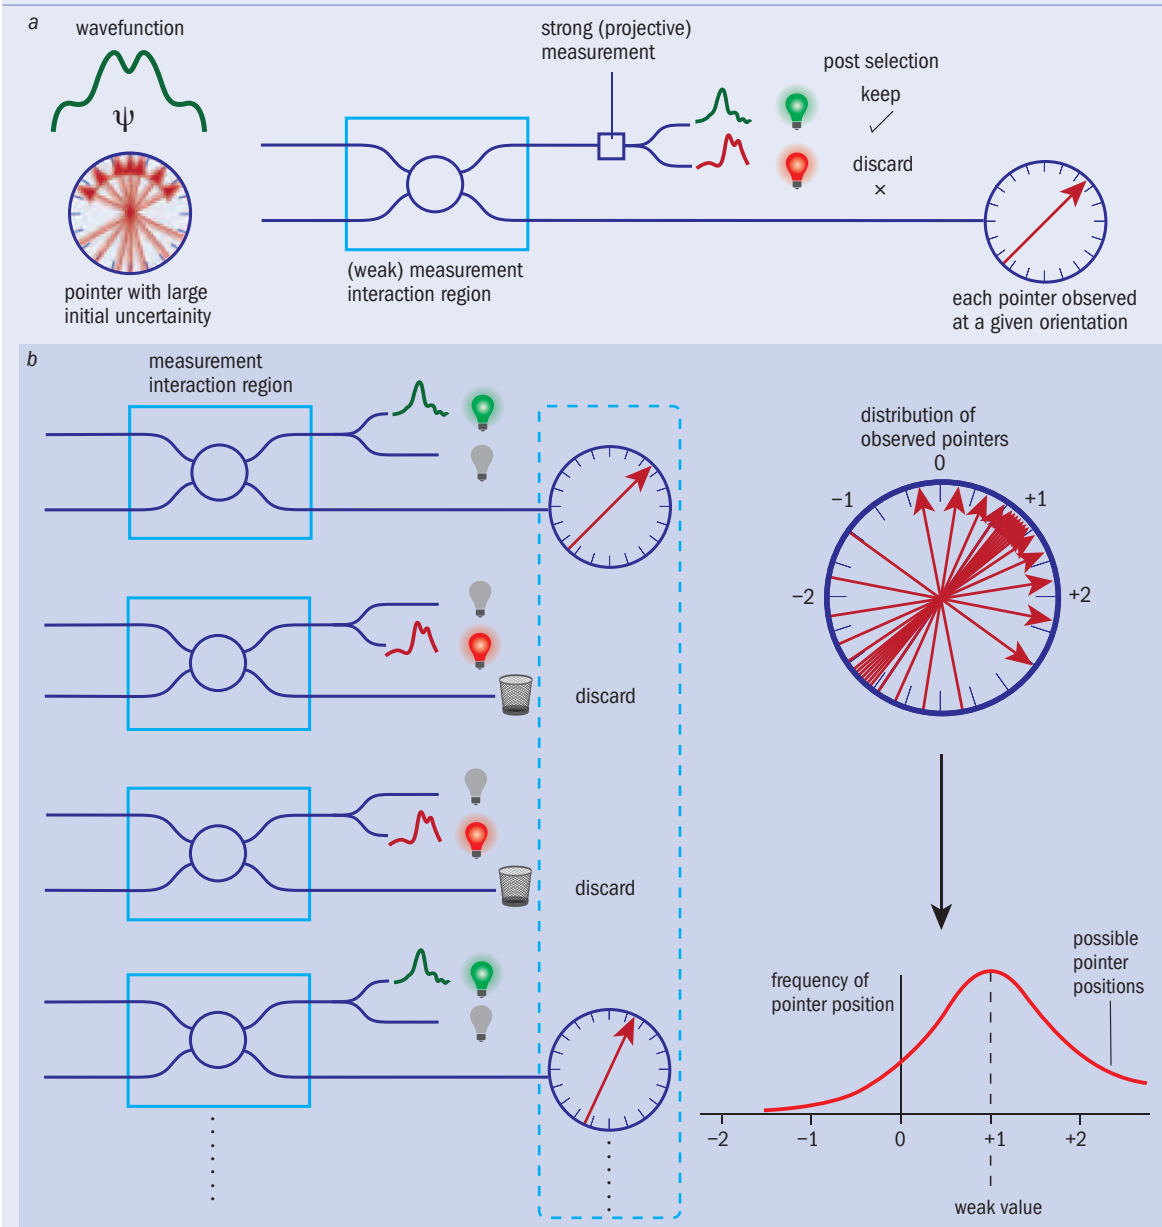 a
wavefunction
ψ
pointer with large
initial uncertainity
strong (projective)
measurement
post selection
keep
✓
discard
×
(weak) measurement
interaction region
each pointer observed
at a given orientation
b
measurement
interaction region
discard
discard
distribution of
observed pointers
0
−1
+1
−2
+2
frequency of
pointer position
possible
pointer
positions
−2
−1
0
+1
+2
weak value